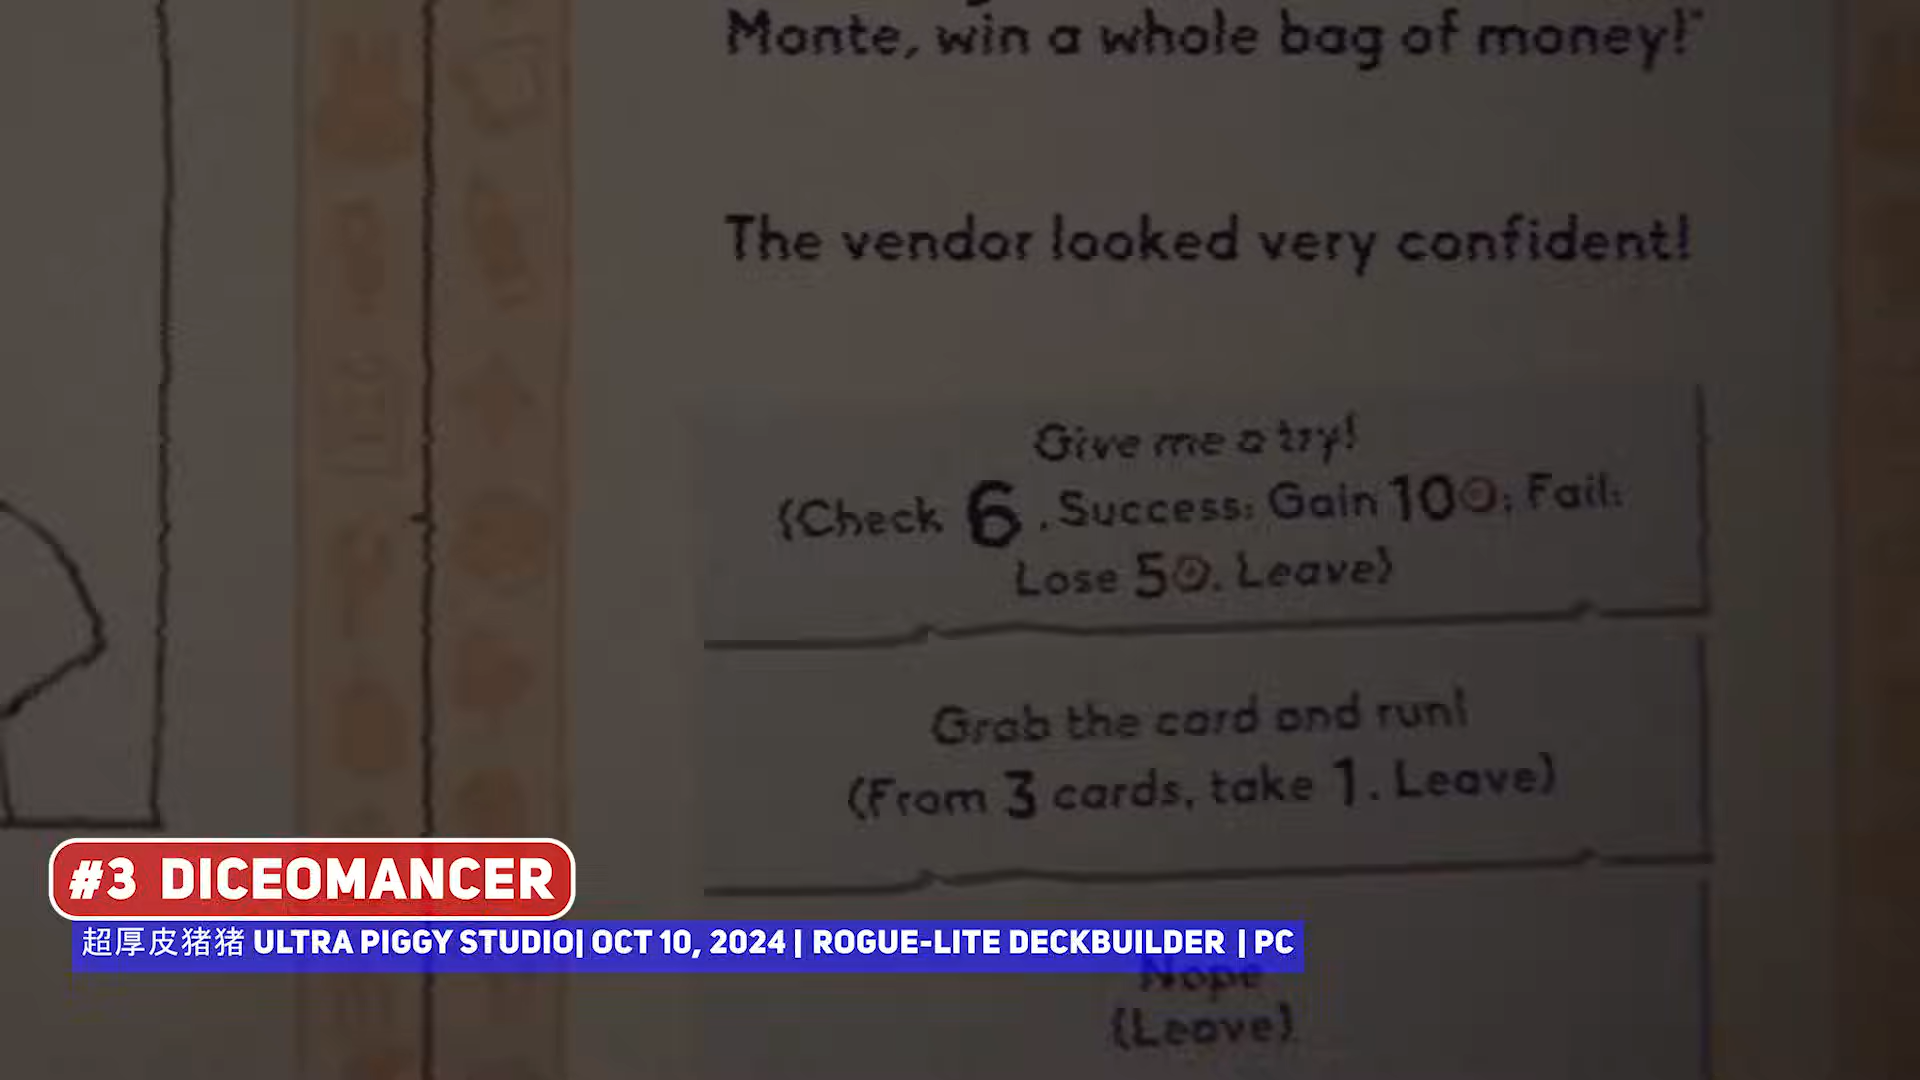 Monte, win a whole bag of money!"
The vendor looked very confident!
Give me a try!
(Check 6 . Success: Gain 10; Fail:
Lose 5. Leave)
Grab the card and run!
(From 3 cards, take 1. Leave)
#3 DICEOMANCER
超厚皮猪猪 ULTRA PIGGY STUDIO| OCT 10, 2024 | ROGUE-LITE DECKBUILDER | PC
Nope
(Leave)